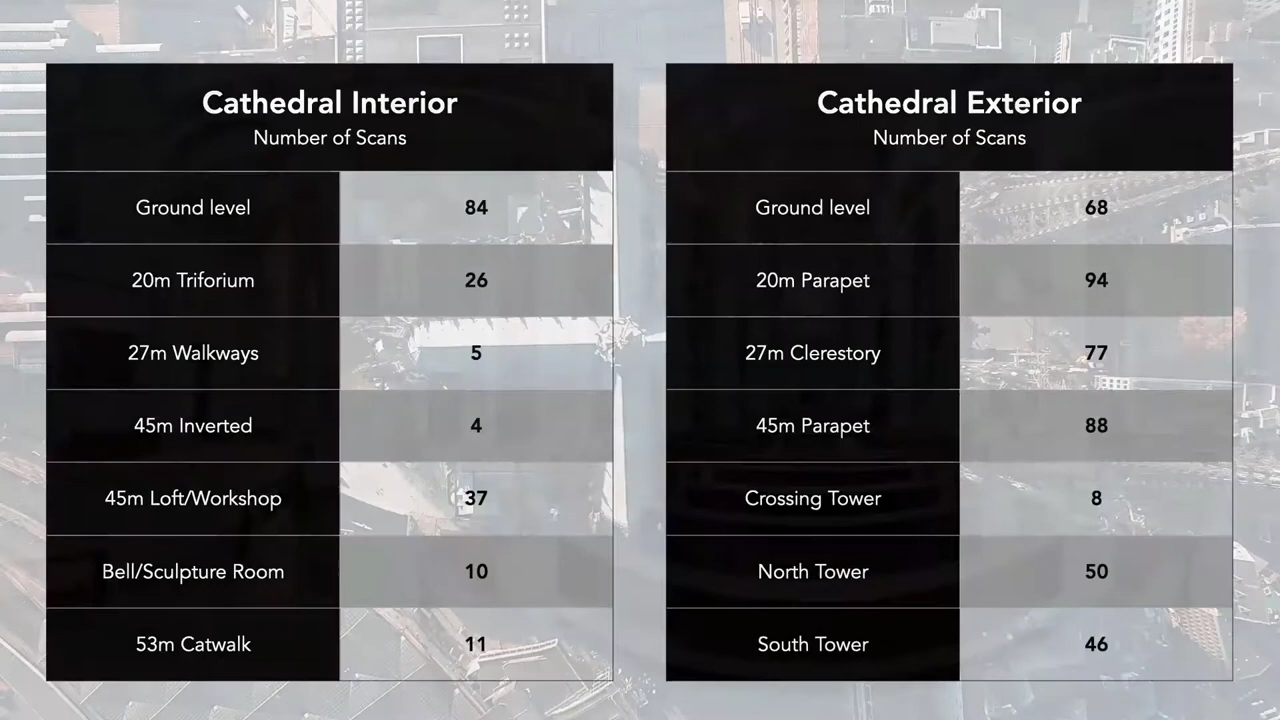 Cathedral Interior
Number of Scans
Ground level 84
20m Triforium 26
27m Walkways 5
45m Inverted 4
45m Loft/Workshop 37
Bell/Sculpture Room 10
53m Catwalk 11
Cathedral Exterior
Number of Scans
Ground level 68
20m Parapet 94
27m Clerestory 77
45m Parapet 88
Crossing Tower 8
North Tower 50
South Tower 46